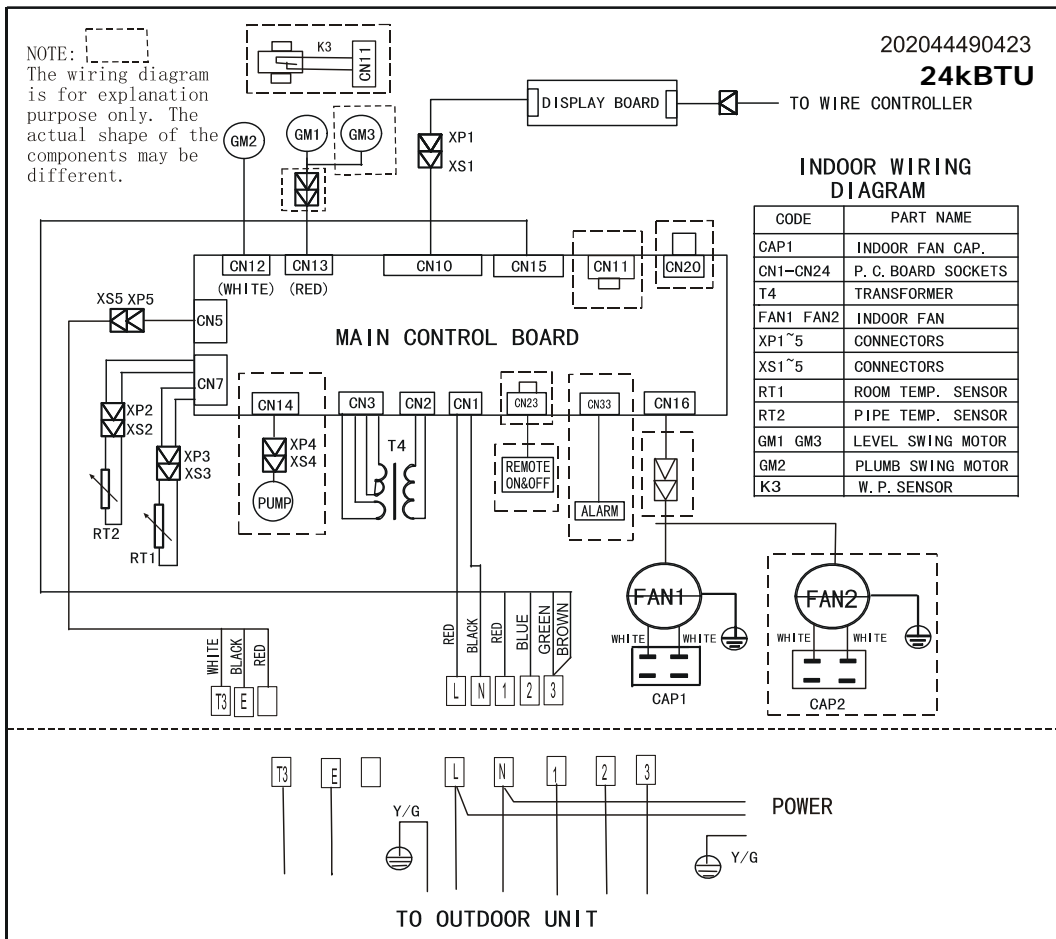 NOTE:
The wiring diagram
is for explanation
purpose only. The
actual shape of the
components may be
different.
K3
CN11
202044490423
24kBTU
DISPLAY BOARD
TO WIRE CONTROLLER
GM2
GM1
GM3
XP1
XS1
INDOOR WIRING
DIAGRAM
CODE PART NAME
CAP1 INDOOR FAN CAP.
CN1-CN24 P.C.BOARD SOCKETS
T4 TRANSFORMER
FAN1 FAN2 INDOOR FAN
XP1~5 CONNECTORS
XS1~5 CONNECTORS
RT1 ROOM TEMP. SENSOR
RT2 PIPE TEMP. SENSOR
GM1 GM3 LEVEL SWING MOTOR
GM2 PLUMB SWING MOTOR
K3 W.P.SENSOR
CN12 CN13 CN10 CN15 CN11 CN20
(WHITE) (RED)
XS5 XP5
CN5
MAIN CONTROL BOARD
CN7
CN14 CN3 CN2 CN1 CN23 CN33 CN16
XP2
XS2
XP3
XS3
XP4
XS4
T4
REMOTE
ON&OFF
PUMP
ALARM
RT2
RT1
FAN1
FAN2
WHITE WHITE WHITE WHITE
CAP1
CAP2
WHITE BLACK RED
RED BLACK RED BLUE GREEN BROWN
T3 E
L N 1 2 3
T3 E L N 1 2 3
Y/G
POWER
Y/G
TO OUTDOOR UNIT